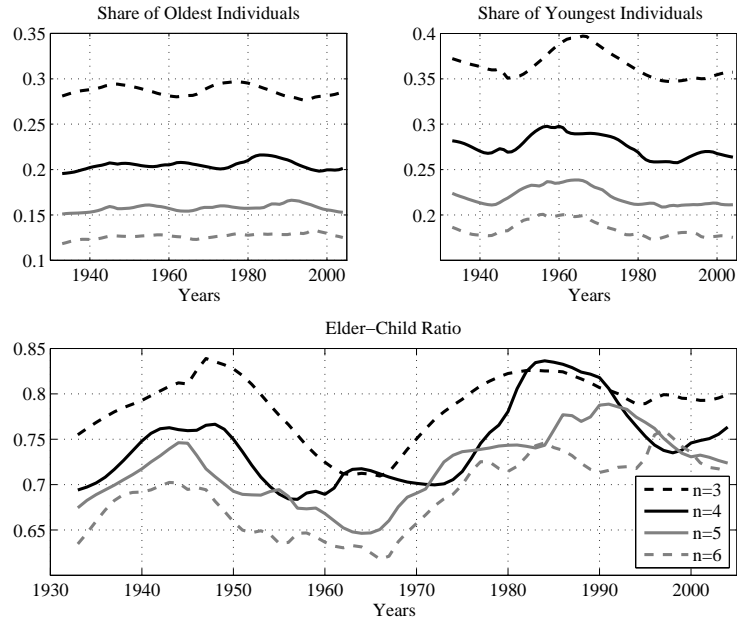 Share of Oldest Individuals
0.35
0.3
0.25
0.2
0.15
0.1
1940 1960 1980 2000
Years
Share of Youngest Individuals
0.4
0.35
0.3
0.25
0.2
1940 1960 1980 2000
Years
Elder−Child Ratio
0.85
0.8
0.75
0.7
0.65
1930 1940 1950 1960 1970 1980 1990 2000
Years
n=3
n=4
n=5
n=6